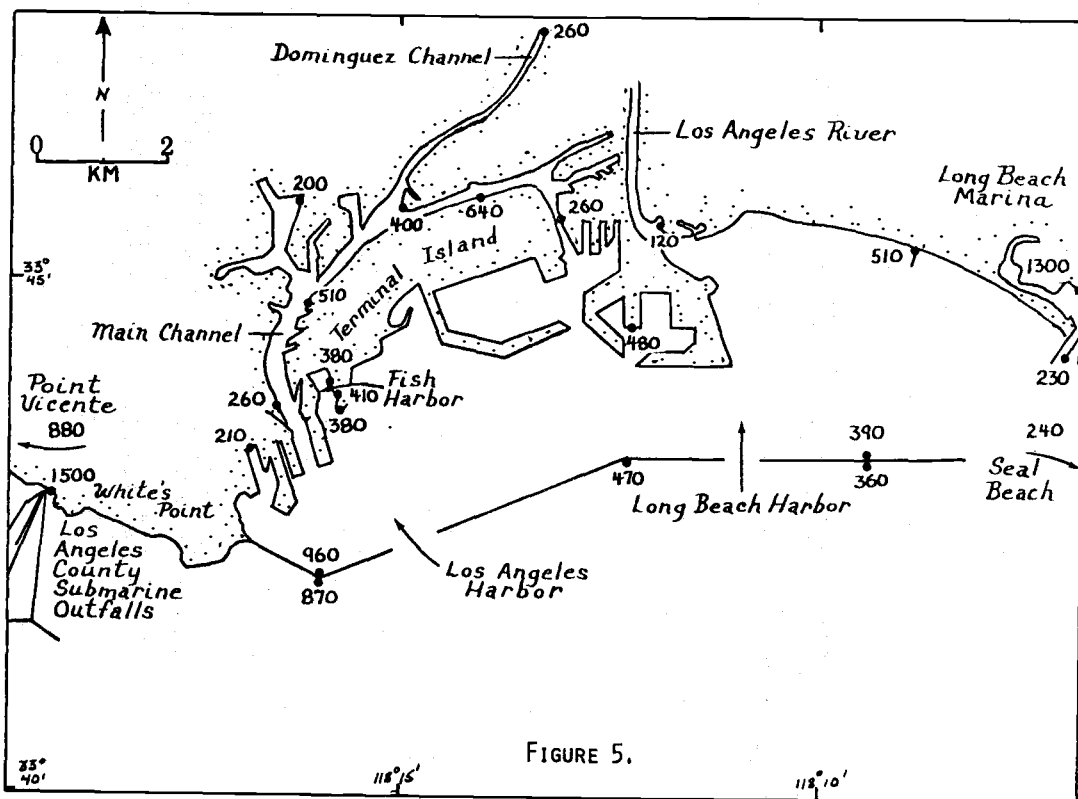 260
Dominguez Channel
N
0 2
KM
Los Angeles River
Long Beach
Marina
200
400
640
260
120
510
1300
33°
45'
Terminal Island
510
Main Channel
480
230
380
Fish
Harbor
410
380
260
Point
Vicente
880
210
390
360
240
Seal
Beach
470
Long Beach Harbor
1500
White's
Point
Los
Angeles
County
Submarine
Outfalls
960
870
Los Angeles
Harbor
FIGURE 5.
33°
40'
118° 15'
118° 10'